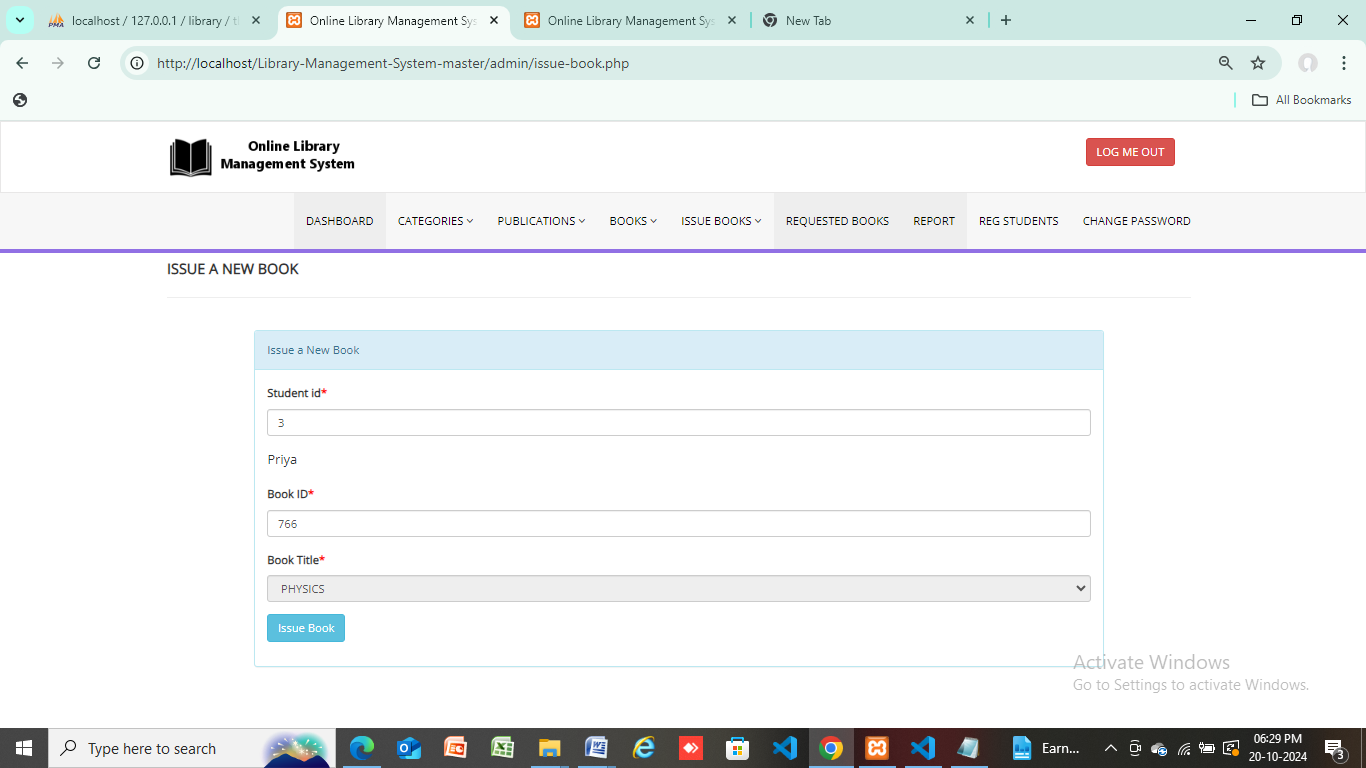 localhost / 127.0.0.1 / library / ti
Online Library Management Sys
Online Library Management Sys
New Tab
http://localhost/Library-Management-System-master/admin/issue-book.php
All Bookmarks
Online Library
Management System
LOG ME OUT
DASHBOARD CATEGORIES PUBLICATIONS BOOKS ISSUE BOOKS REQUESTED BOOKS REPORT REG STUDENTS CHANGE PASSWORD
ISSUE A NEW BOOK
Issue a New Book
Student id*
3
Priya
Book ID*
766
Book Title*
PHYSICS
Issue Book
Activate Windows
Go to Settings to activate Windows.
Type here to search
Earn...
06:29 PM
20-10-2024
3